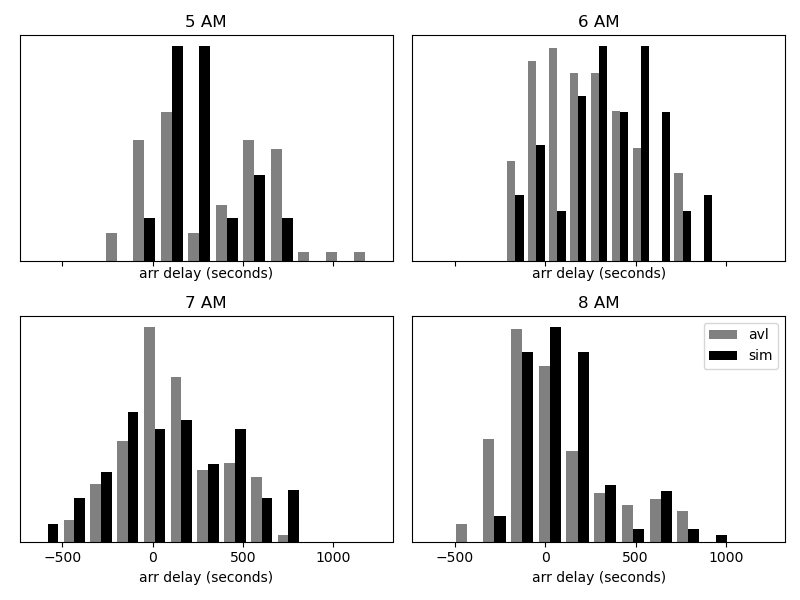 5 AM
6 AM
arr delay (seconds)
arr delay (seconds)
7 AM
8 AM
avl
sim
−500
0
500
1000
−500
0
500
1000
arr delay (seconds)
arr delay (seconds)